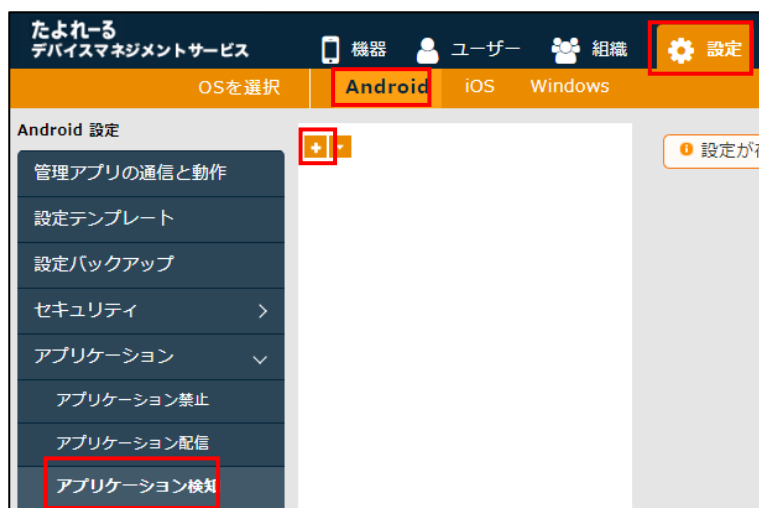 たよれーる
デバイスマネジメントサービス
機器 ユーザー 組織 設定
OSを選択 Android iOS Windows
Android 設定
設定が
管理アプリの通信と動作
設定テンプレート
設定バックアップ
セキュリティ
アプリケーション
アプリケーション禁止
アプリケーション配信
アプリケーション検知